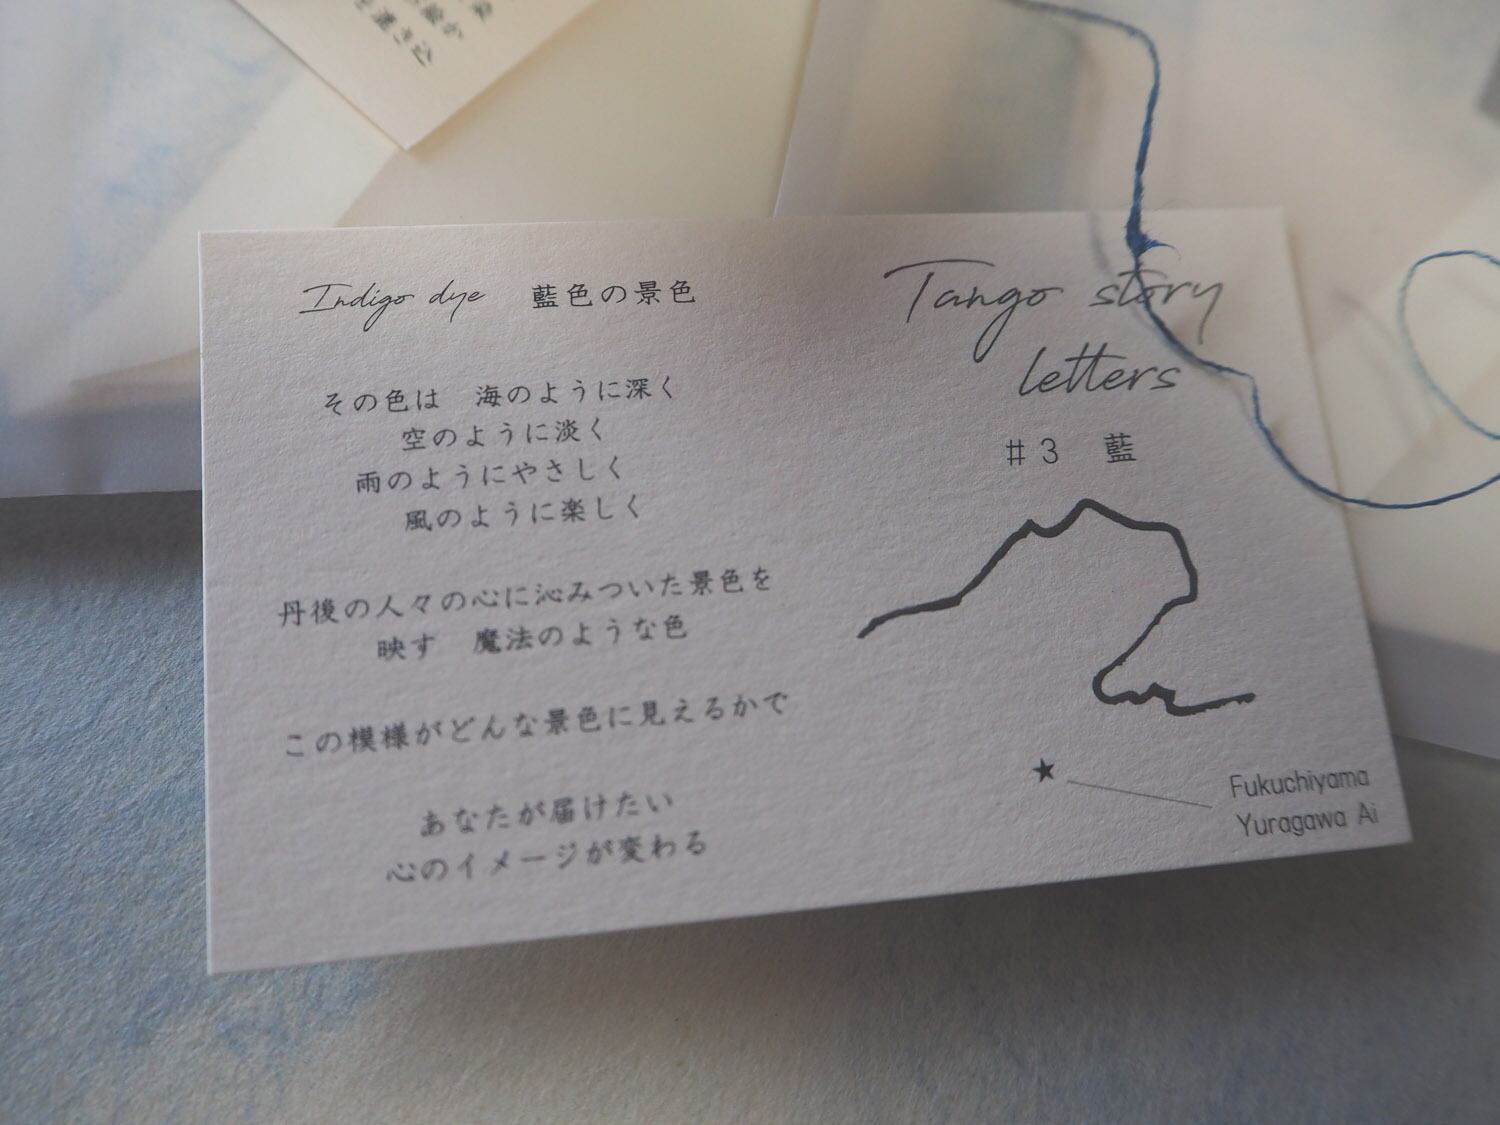 Indigo dye 藍色の景色
その色は 海のように深く
空のように淡く
雨のようにやさしく
風のように楽しく
丹後の人々の心に沁みついた景色を
映す 魔法のような色
この模様がどんな景色に見えるかで
あなたが届けたい
心のイメージが変わる
Tango story
letters
#3 藍
Fukuchiyama
Yuragawa Ai